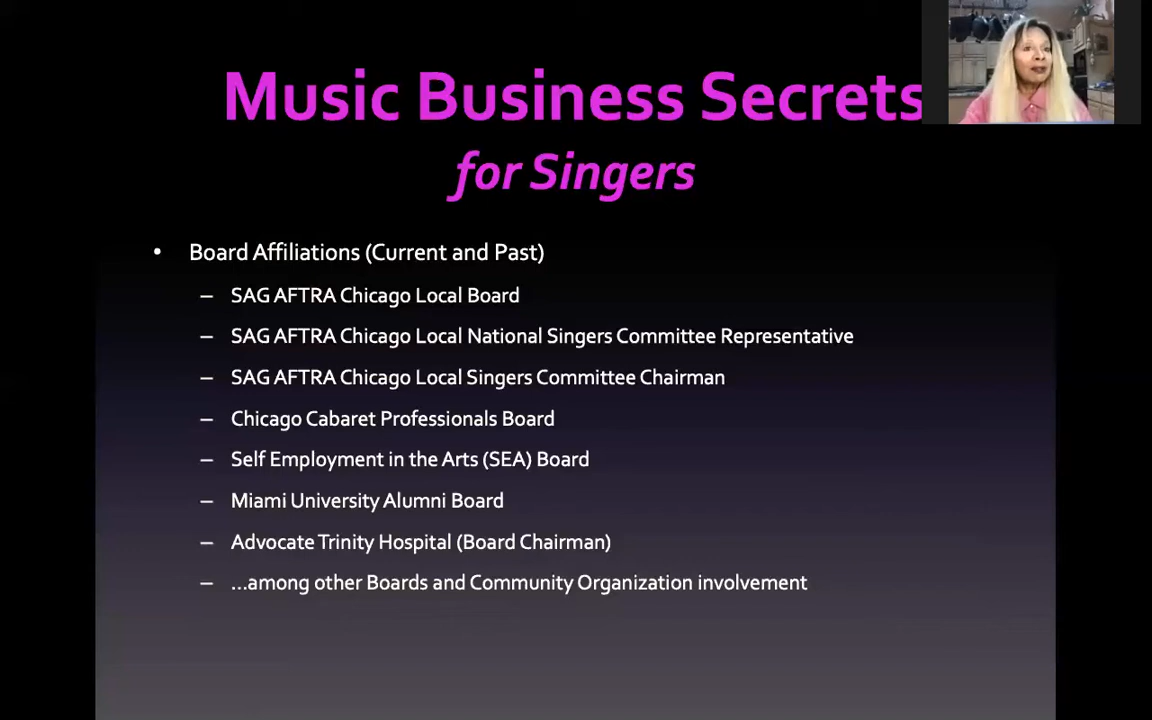 Music Business Secrets
for Singers
• Board Affiliations (Current and Past)
– SAG AFTRA Chicago Local Board
– SAG AFTRA Chicago Local National Singers Committee Representative
– SAG AFTRA Chicago Local Singers Committee Chairman
– Chicago Cabaret Professionals Board
– Self Employment in the Arts (SEA) Board
– Miami University Alumni Board
– Advocate Trinity Hospital (Board Chairman)
– ...among other Boards and Community Organization involvement